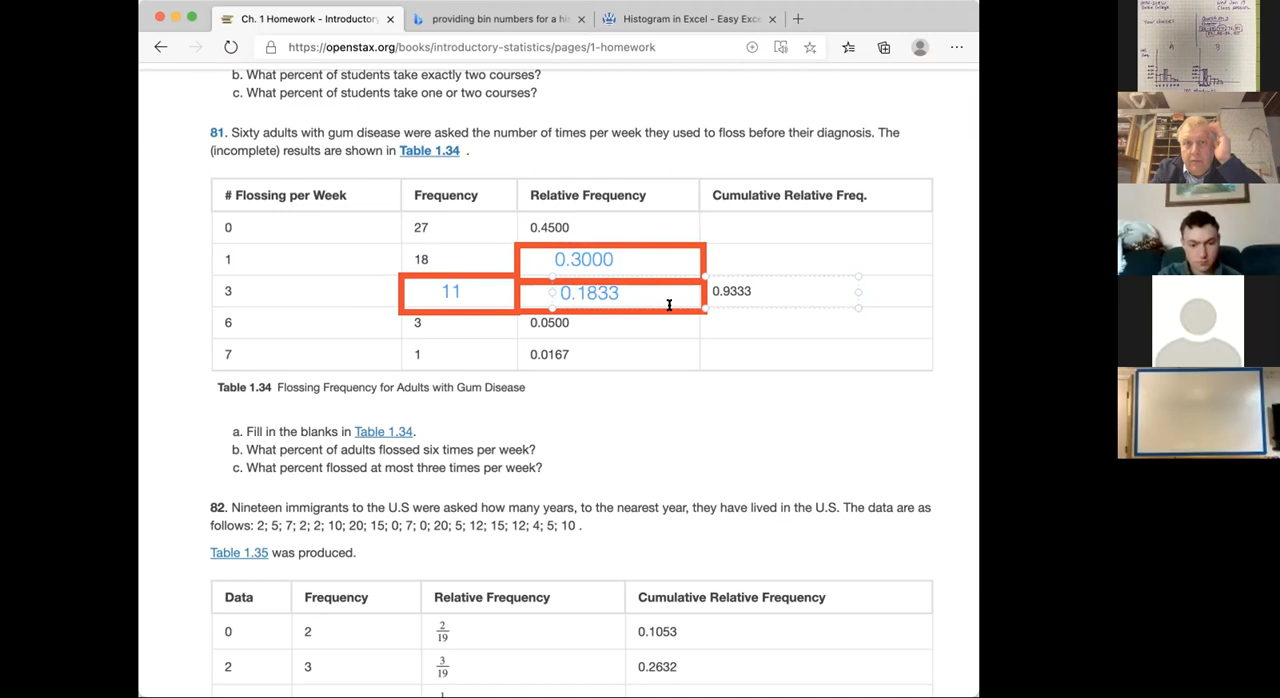 Ch. 1 Homework - Introductory
providing bin numbers for a hi
Histogram in Excel - Easy Exc
https://openstax.org/books/introductory-statistics/pages/1-homework
b. What percent of students take exactly two courses?
c. What percent of students take one or two courses?
81. Sixty adults with gum disease were asked the number of times per week they used to floss before their diagnosis. The
(incomplete) results are shown in Table 1.34 .
# Flossing per Week Frequency Relative Frequency Cumulative Relative Freq.
0 27 0.4500
1 18 0.3000
3 11 0.1833 0.9333
6 3 0.0500
7 1 0.0167
Table 1.34 Flossing Frequency for Adults with Gum Disease
a. Fill in the blanks in Table 1.34.
b. What percent of adults flossed six times per week?
c. What percent flossed at most three times per week?
82. Nineteen immigrants to the U.S were asked how many years, to the nearest year, they have lived in the U.S. The data are as
follows: 2; 5; 7; 2; 2; 10; 20; 15; 0; 7; 0; 20; 5; 12; 15; 12; 4; 5; 10 .
Table 1.35 was produced.
Data Frequency Relative Frequency Cumulative Relative Frequency
0 2 2/19 0.1053
2 3 3/19 0.2632
1